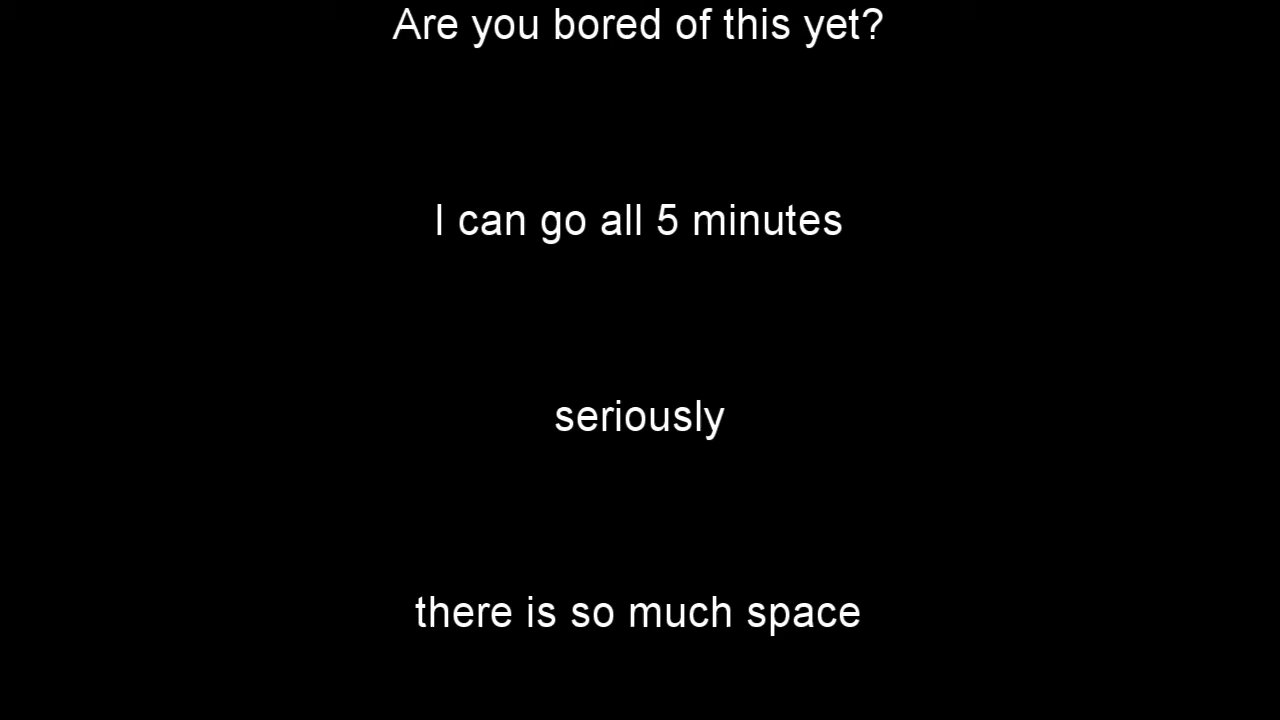 Are you bored of this yet?
I can go all 5 minutes
seriously
there is so much space